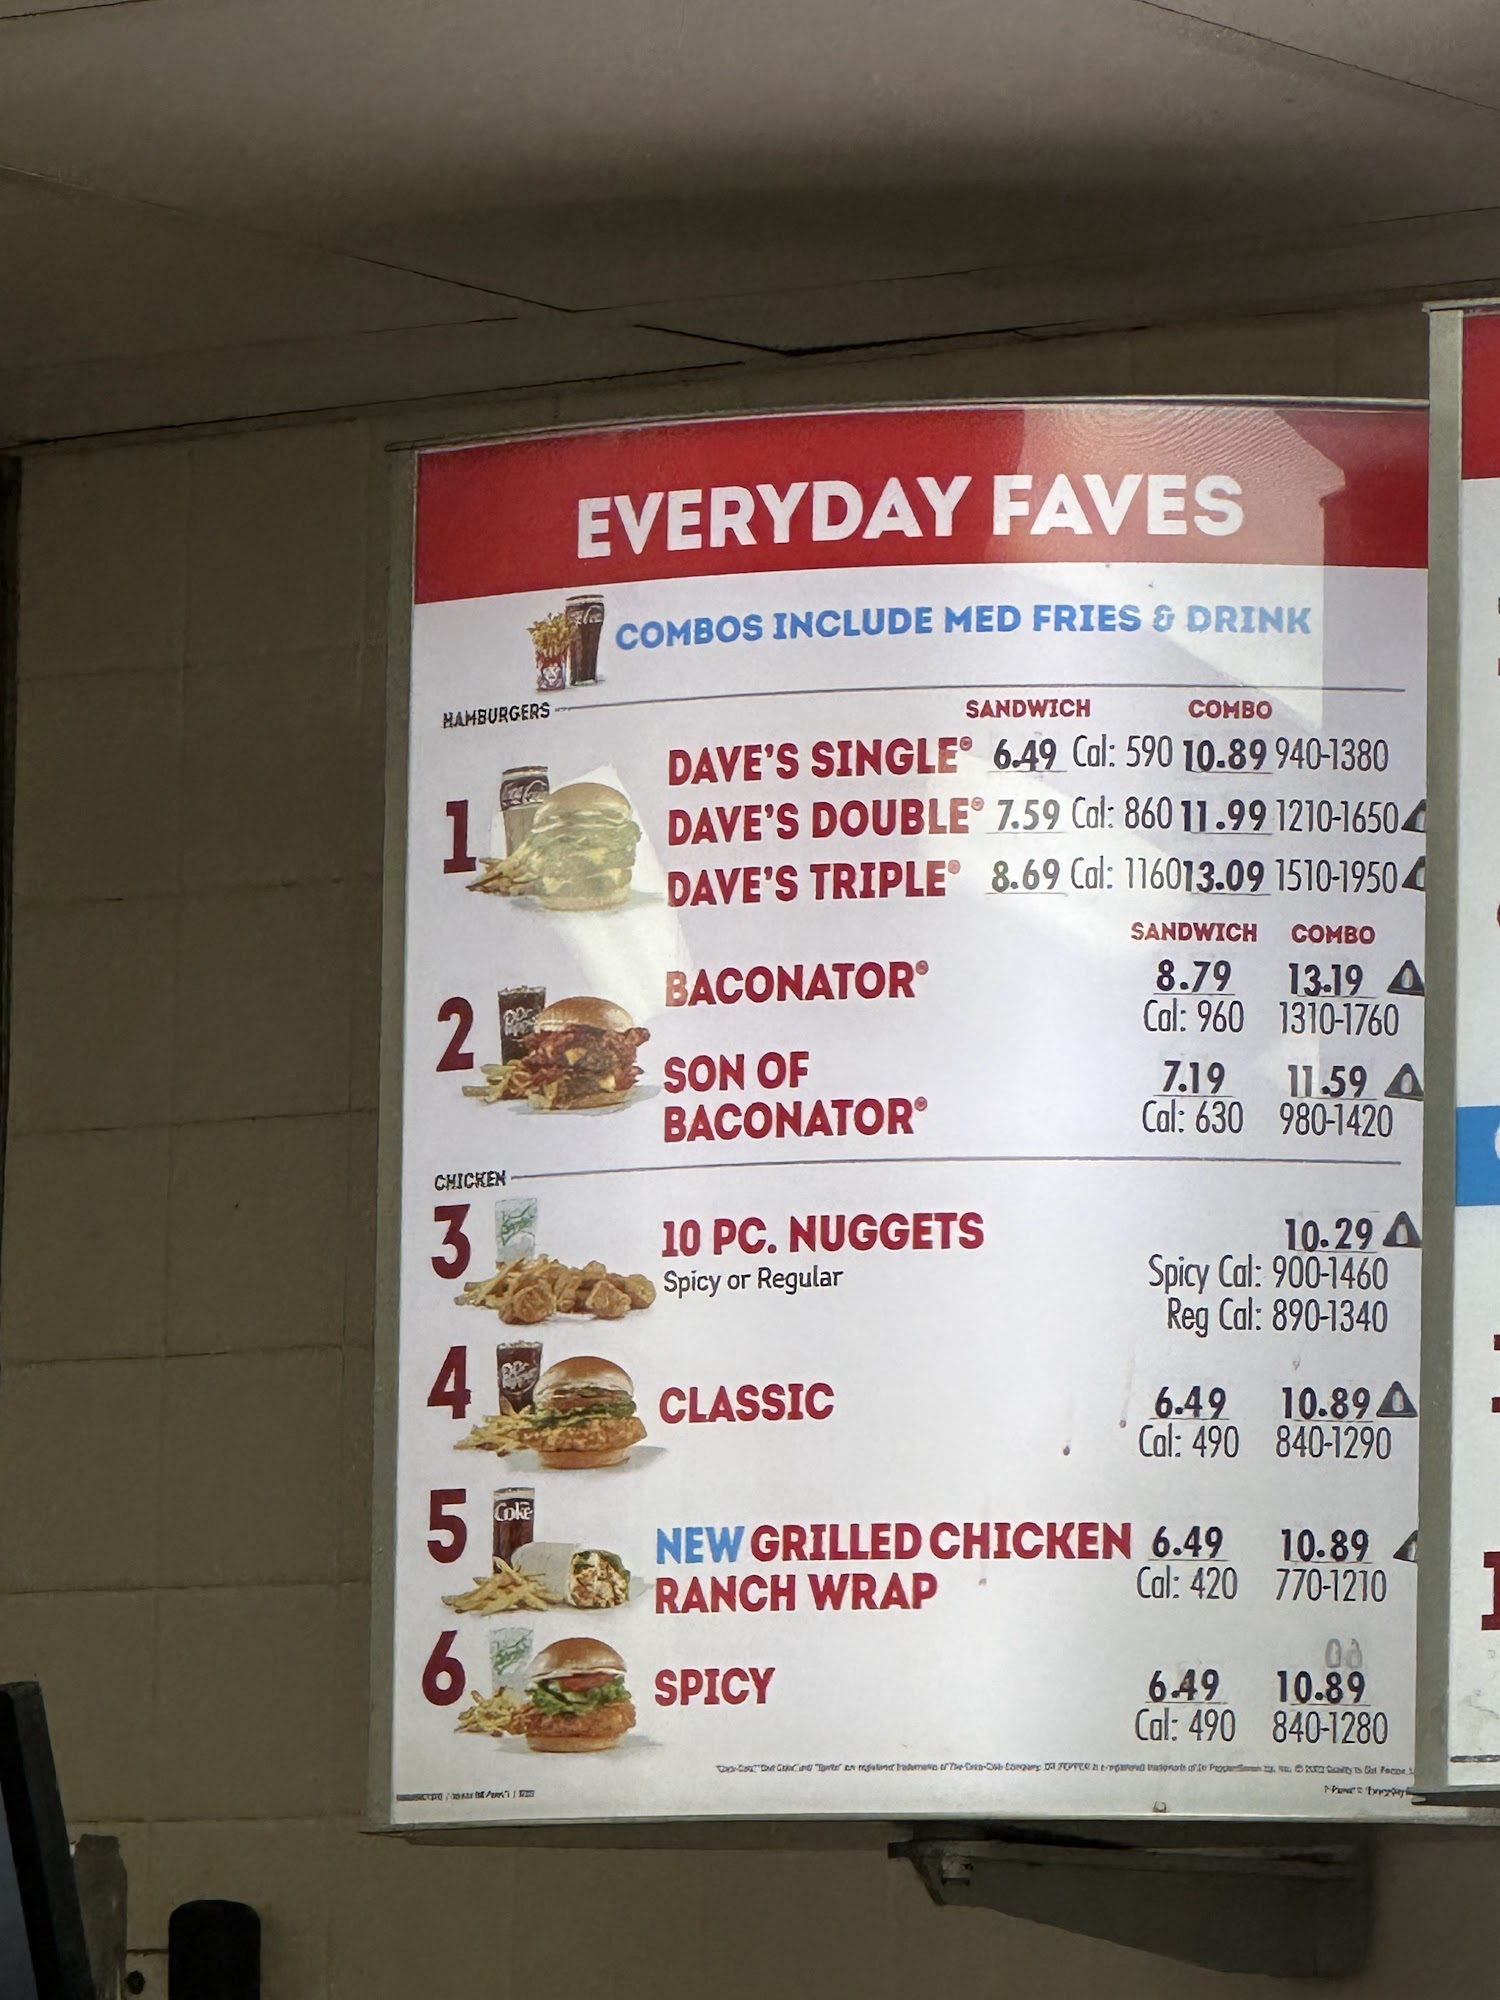 EVERYDAY FAVES
COMBOS INCLUDE MED FRIES & DRINK
HAMBURGERS
SANDWICH COMBO
1
DAVE'S SINGLE® 6.49 Cal: 590 10.89 940-1380
DAVE'S DOUBLE® 7.59 Cal: 860 11.99 1210-1650
DAVE'S TRIPLE® 8.69 Cal: 1160 13.09 1510-1950
SANDWICH COMBO
2
BACONATOR® 8.79 13.19
Cal: 960 1310-1760
SON OF 7.19 11.59
BACONATOR® Cal: 630 980-1420
CHICKEN
3
10 PC. NUGGETS 10.29
Spicy or Regular Spicy Cal: 900-1460
Reg Cal: 890-1340
4
CLASSIC 6.49 10.89
Cal: 490 840-1290
5
Coke
NEW GRILLED CHICKEN 6.49 10.89
RANCH WRAP Cal: 420 770-1210
6
SPICY 6.49 10.89
Cal: 490 840-1280